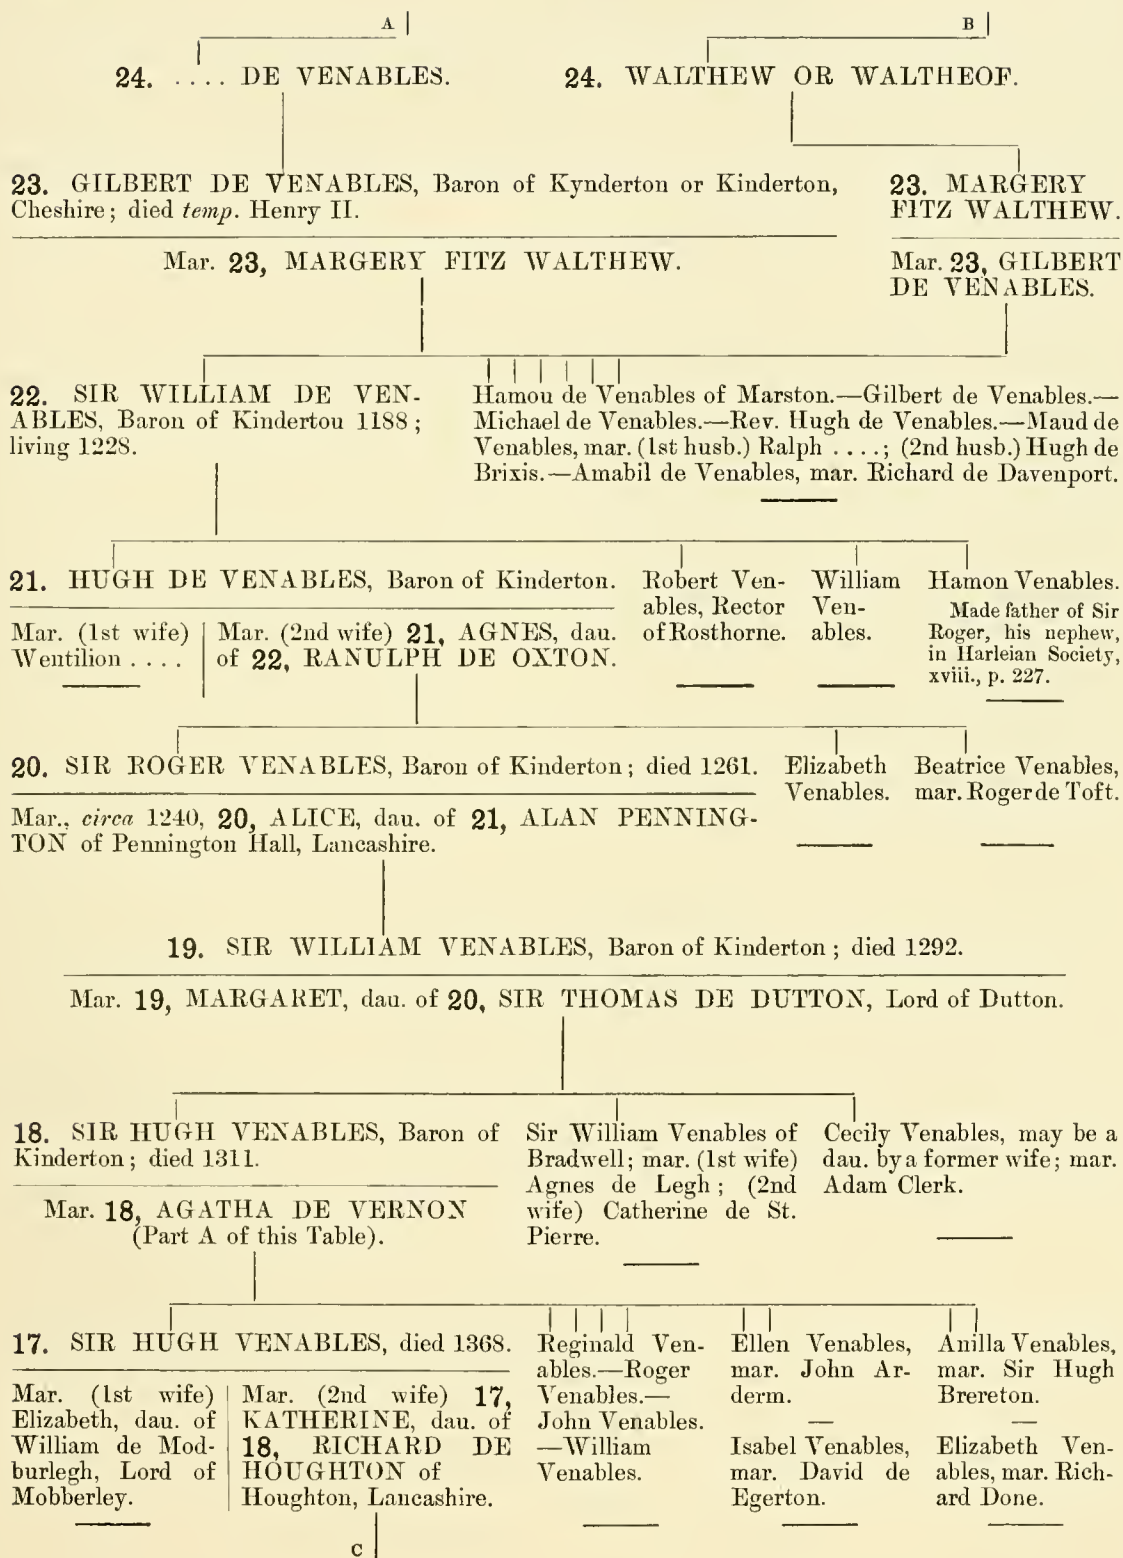 A
B
24. .... DE VENABLES.
24. WALTHEW OR WALTHEOF.
23. GILBERT DE VENABLES, Baron of Kynderton or Kinderton,
Cheshire; died temp. Henry II.
Mar. 23, MARGERY FITZ WALTHEW.
23. MARGERY
FITZ WALTHEW.
Mar. 23, GILBERT
DE VENABLES.
22. SIR WILLIAM DE VEN-
ABLES, Baron of Kindertou 1188;
living 1228.
Hamou de Venables of Marston.—Gilbert de Venables.—
Michael de Venables.—Rev. Hugh de Venables.—Maud de
Venables, mar. (1st husb.) Ralph ....; (2nd husb.) Hugh de
Brixis.—Amabil de Venables, mar. Richard de Davenport.
21. HUGH DE VENABLES, Baron of Kinderton.
Mar. (1st wife)
Wentilion ....
Mar. (2nd wife) 21, AGNES, dau.
of 22, RANULPH DE OXTON.
Robert Ven-
ables, Rector
of Rosthorne.
William
Ven-
ables.
Hamon Venables.
Made father of Sir
Roger, his nephew,
in Harleian Society,
xviii., p. 227.
20. SIR ROGER VENABLES, Baron of Kinderton; died 1261.
Mar., circa 1240, 20, ALICE, dau. of 21, ALAN PENNING-
TON of Pennington Hall, Lancashire.
Elizabeth
Venables.
Beatrice Venables,
mar. Roger de Toft.
19. SIR WILLIAM VENABLES, Baron of Kinderton; died 1292.
Mar. 19, MARGARET, dau. of 20, SIR THOMAS DE DUTTON, Lord of Dutton.
18. SIR HUGH VENABLES, Baron of
Kinderton; died 1311.
Mar. 18, AGATHA DE VERNON
(Part A of this Table).
Sir William Venables of
Bradwell; mar. (1st wife)
Agnes de Legh; (2nd
wife) Catherine de St.
Pierre.
Cecily Venables, may be a
dau. by a former wife; mar.
Adam Clerk.
17. SIR HUGH VENABLES, died 1368.
Mar. (1st wife)
Elizabeth, dau. of
William de Mod-
burlegh, Lord of
Mobberley.
Mar. (2nd wife) 17,
KATHERINE, dau. of
18, RICHARD DE
HOUGHTON of
Houghton, Lancashire.
Reginald Ven-
ables.—Roger
Venables.—
John Venables.
—William
Venables.
Ellen Venables,
mar. John Ar-
derm.
—
Isabel Venables,
mar. David de
Egerton.
Anilla Venables,
mar. Sir Hugh
Brereton.
—
Elizabeth Ven-
ables, mar. Rich-
ard Done.
C